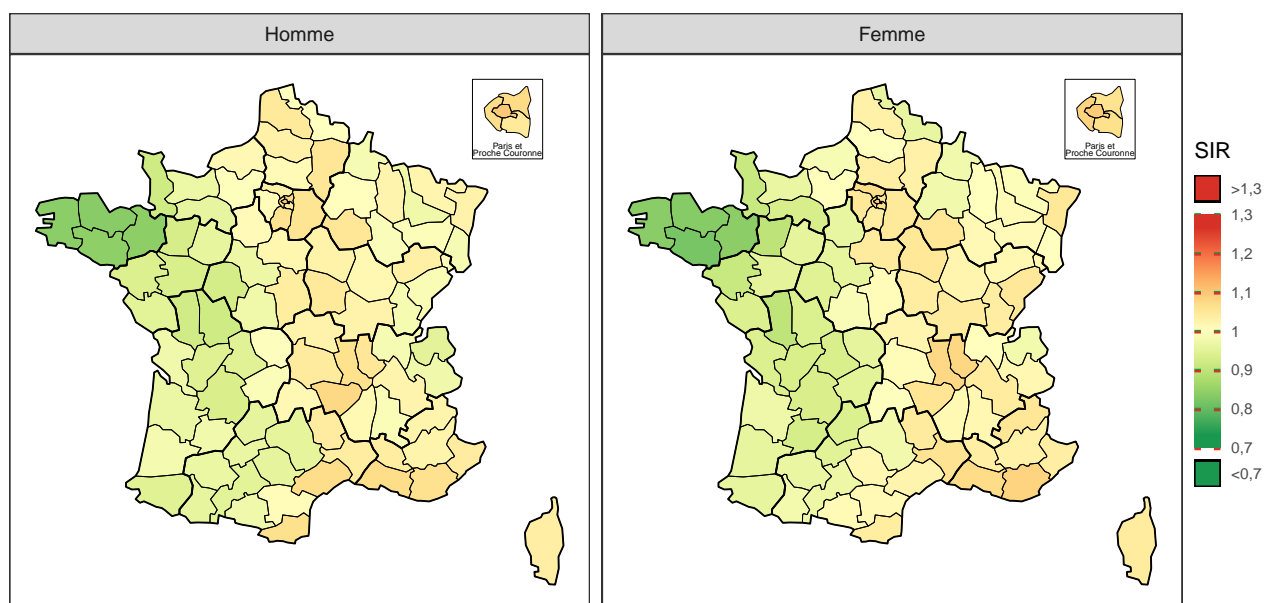 Homme
Femme
Paris et
Proche Couronne
Paris et
Proche Couronne
SIR
>1,3
1,3
1,2
1,1
1
0,9
0,8
0,7
<0,7